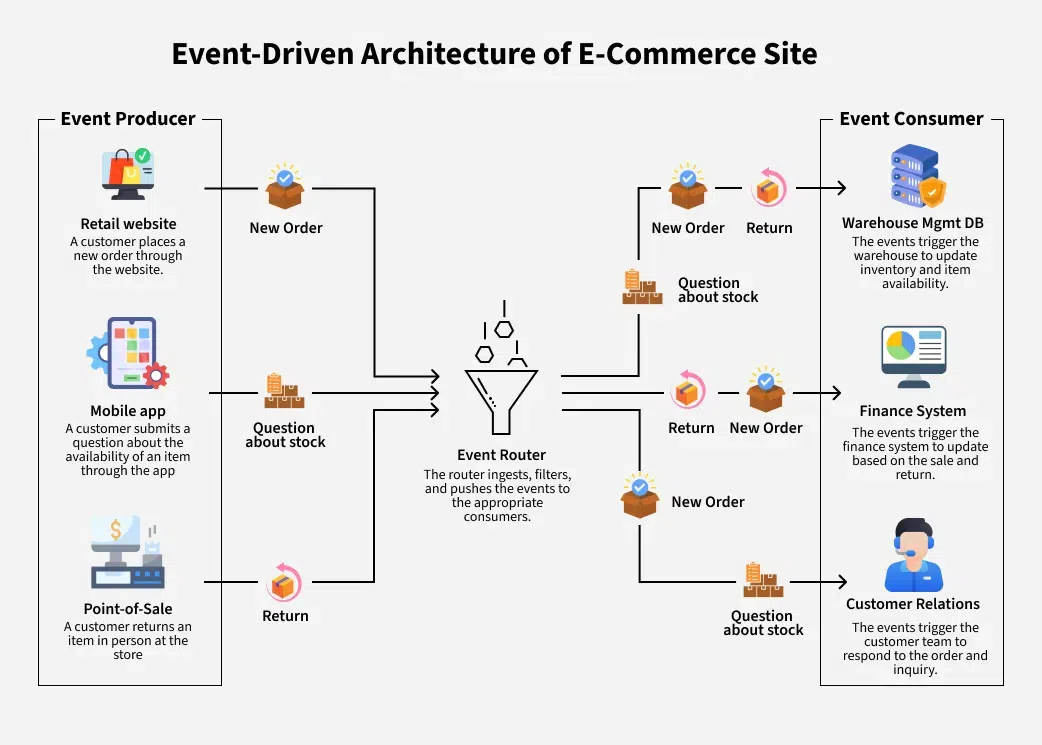 Event-Driven Architecture of E-Commerce Site
Event Producer
Retail website
A customer places a
new order through
the website.
Mobile app
A customer submits a
question about the
availability of an item
through the app
Point-of-Sale
A customer returns an
item in person at the
store
New Order
Question
about stock
Return
Event Router
The router ingests, filters,
and pushes the events to
the appropriate
consumers.
New Order
Return
Question
about stock
Return
New Order
New Order
Question
about stock
Event Consumer
Warehouse Mgmt DB
The events trigger the
warehouse to update
inventory and item
availability.
Finance System
The events trigger the
finance system to update
based on the sale and
return.
Customer Relations
The events trigger the
customer team to
respond to the order and
inquiry.